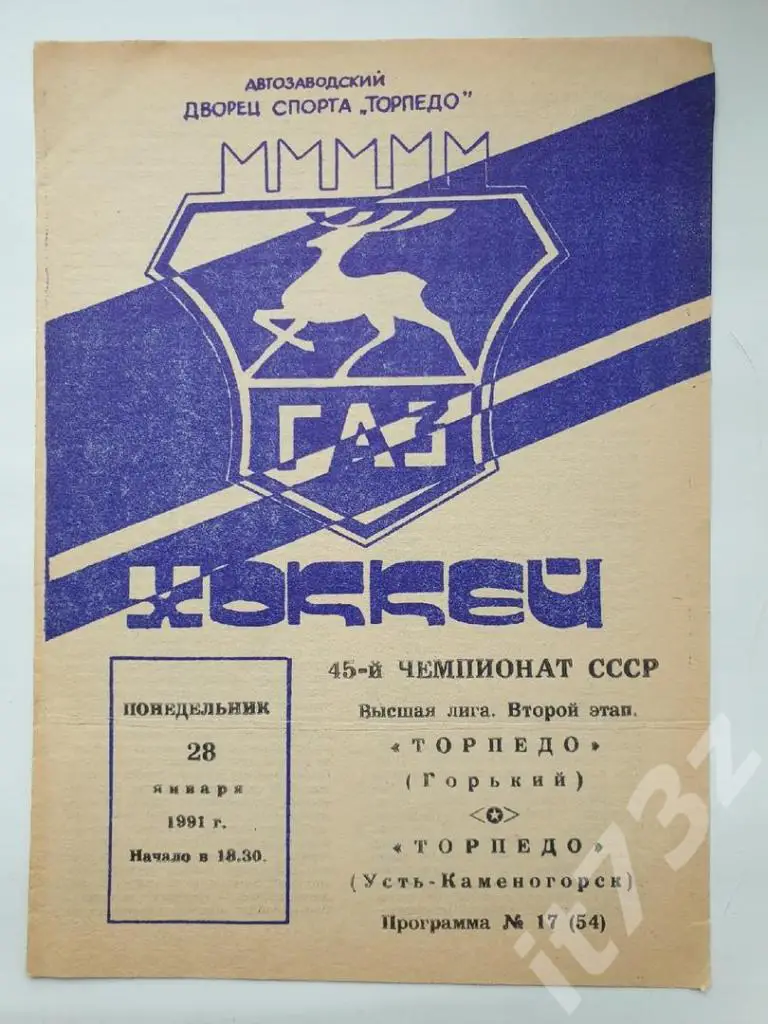 АВТОЗАВОДСКИЙ
ДВОРЕЦ СПОРТА „ТОРПЕДО"
ГАЗ
ХОККЕЙ
45-й ЧЕМПИОНАТ СССР
Высшая лига. Второй этап.
«ТОРПЕДО»
(Горький)
«ТОРПЕДО»
(Усть-Каменогорск)
Программа № 17 (54)
ПОНЕДЕЛЬНИК
28
января
1991 г.
Начало в 18.30.
it73z